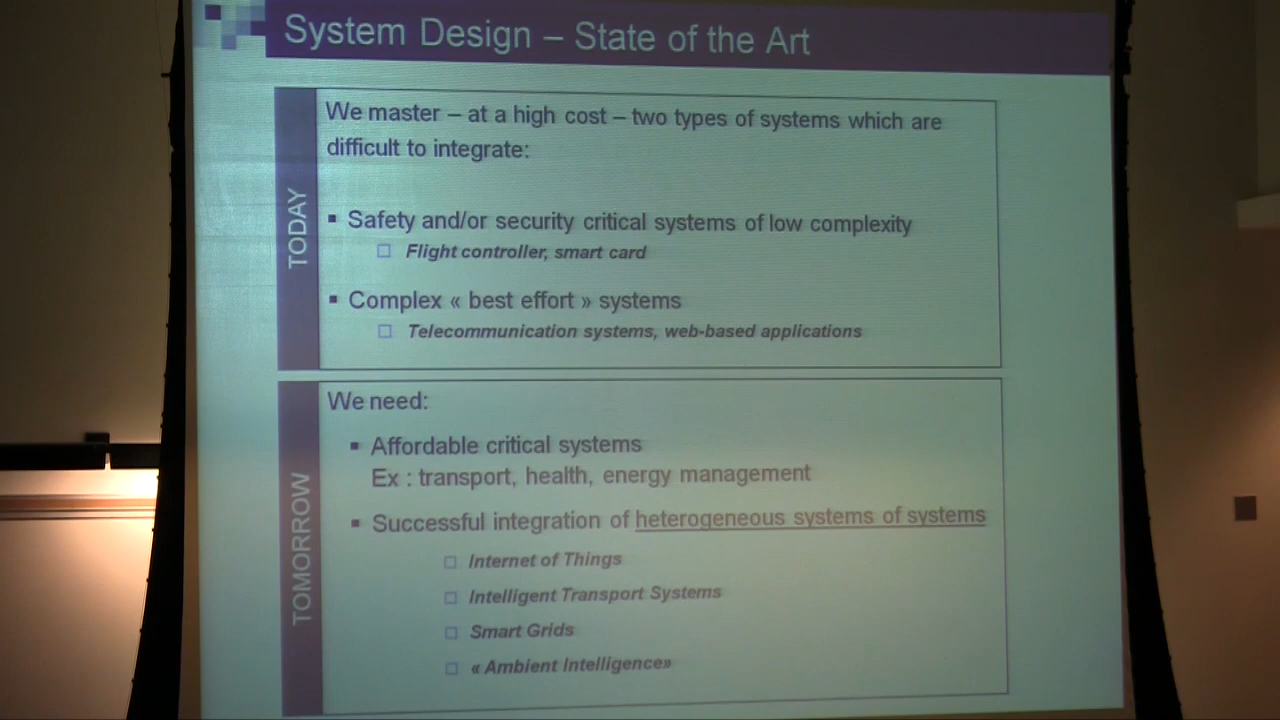 System Design – State of the Art
TODAY
We master – at a high cost – two types of systems which are
difficult to integrate:
▪ Safety and/or security critical systems of low complexity
□ Flight controller, smart card
▪ Complex « best effort » systems
□ Telecommunication systems, web-based applications
TOMORROW
We need:
▪ Affordable critical systems
Ex : transport, health, energy management
▪ Successful integration of heterogeneous systems of systems
□ Internet of Things
□ Intelligent Transport Systems
□ Smart Grids
□ « Ambient Intelligence»